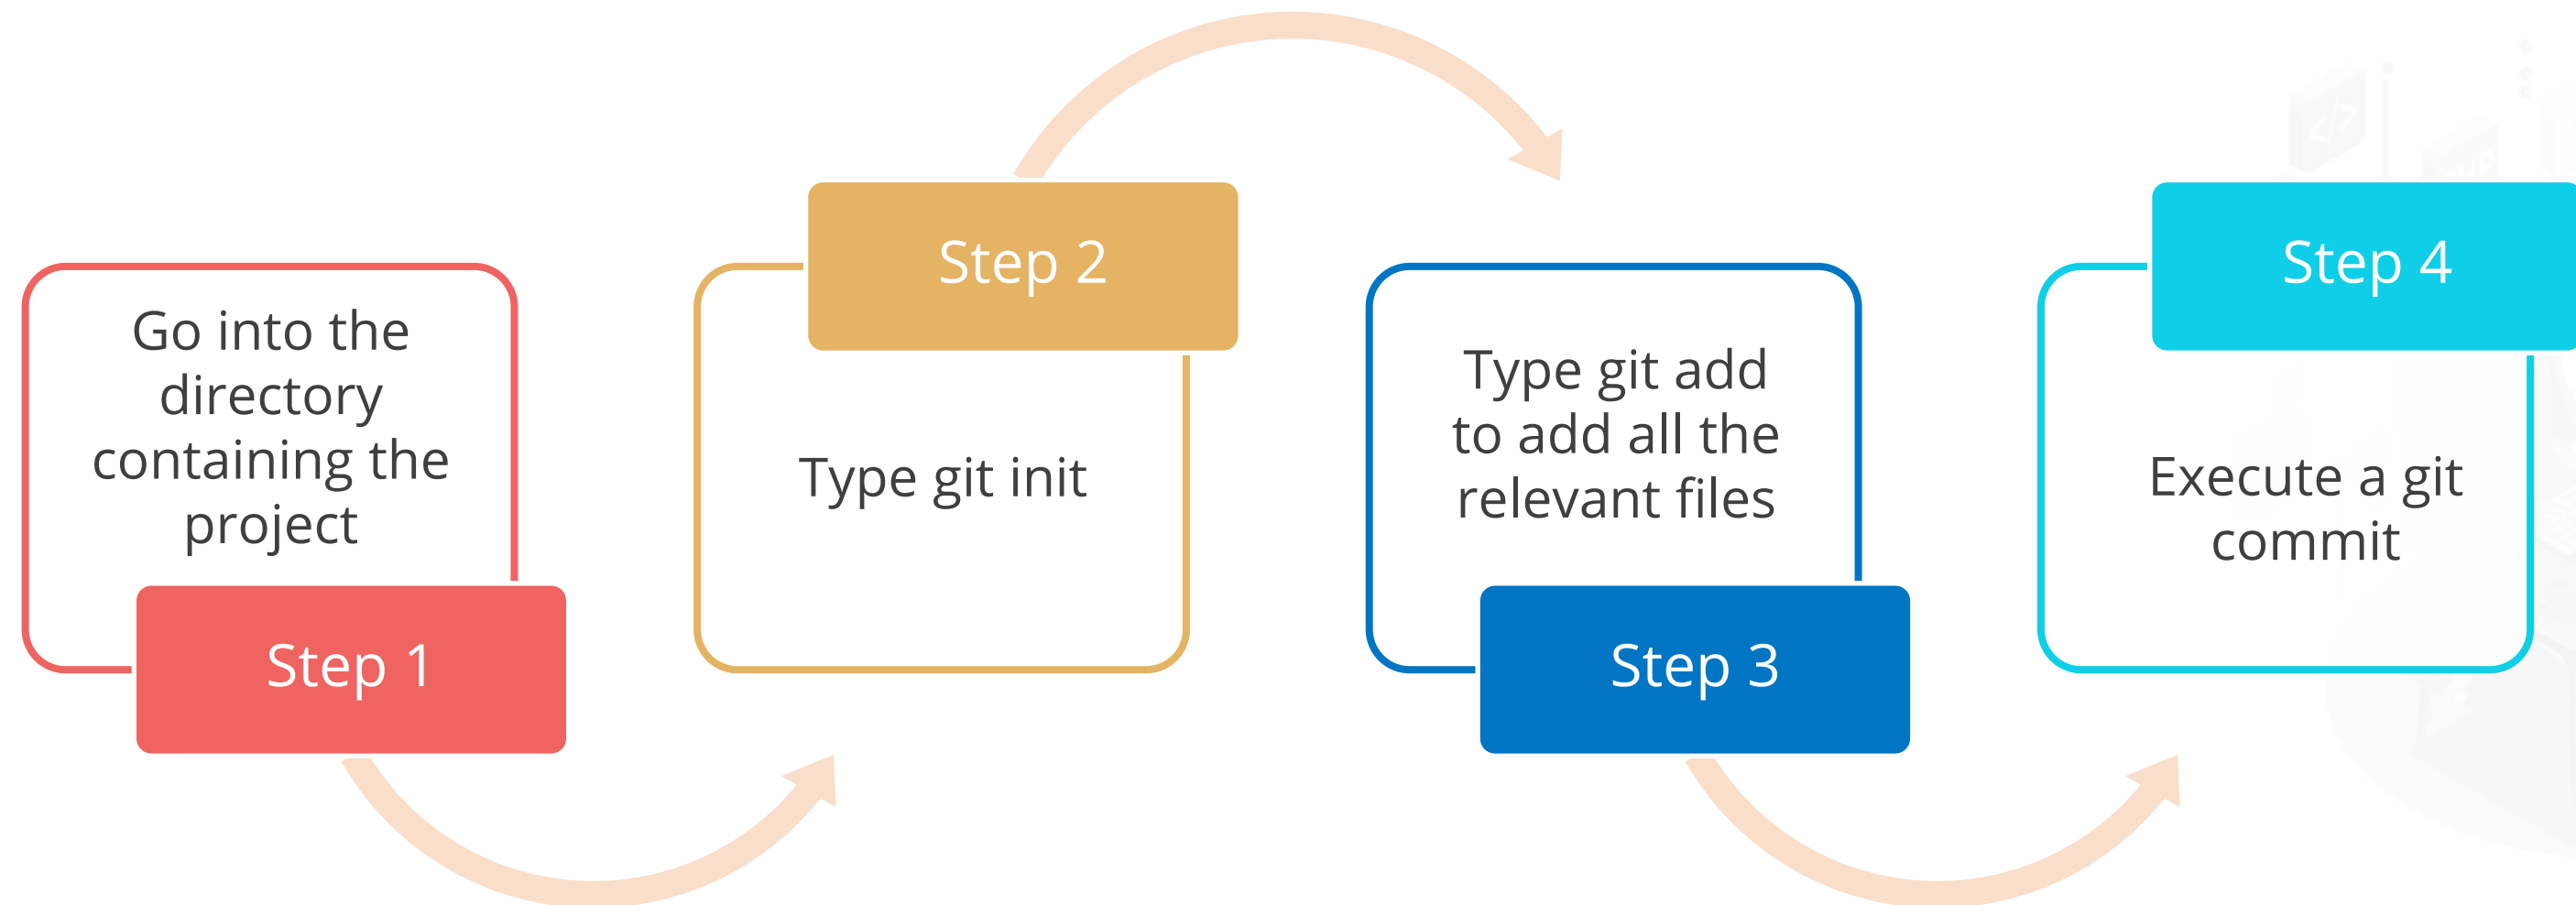 Go into the
directory
containing the
project
Step 1
Step 2
Type git init
Type git add
to add all the
relevant files
Step 3
Step 4
Execute a git
commit